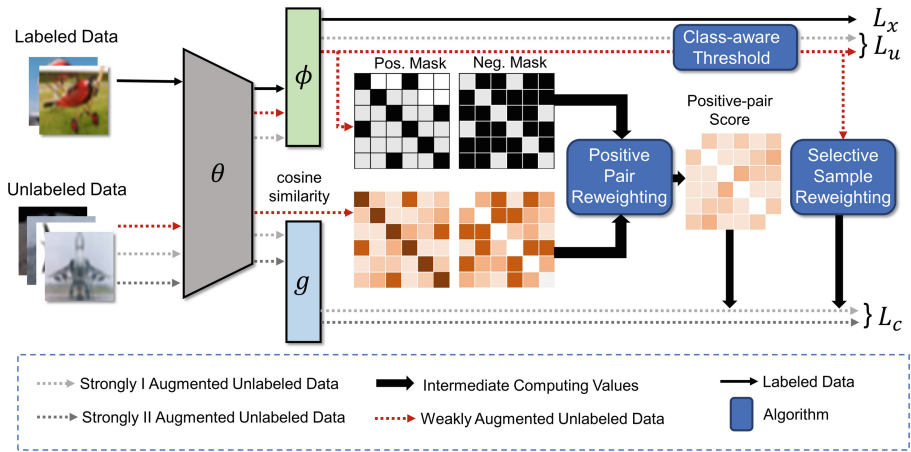 Labeled Data
Unlabeled Data
θ
ϕ
g
cosine
similarity
Pos. Mask
Neg. Mask
Positive
Pair
Reweighting
Class-aware
Threshold
Positive-pair
Score
Selective
Sample
Reweighting
L_x
} L_u
} L_c
Strongly I Augmented Unlabeled Data
Intermediate Computing Values
Labeled Data
Strongly II Augmented Unlabeled Data
Weakly Augmented Unlabeled Data
Algorithm